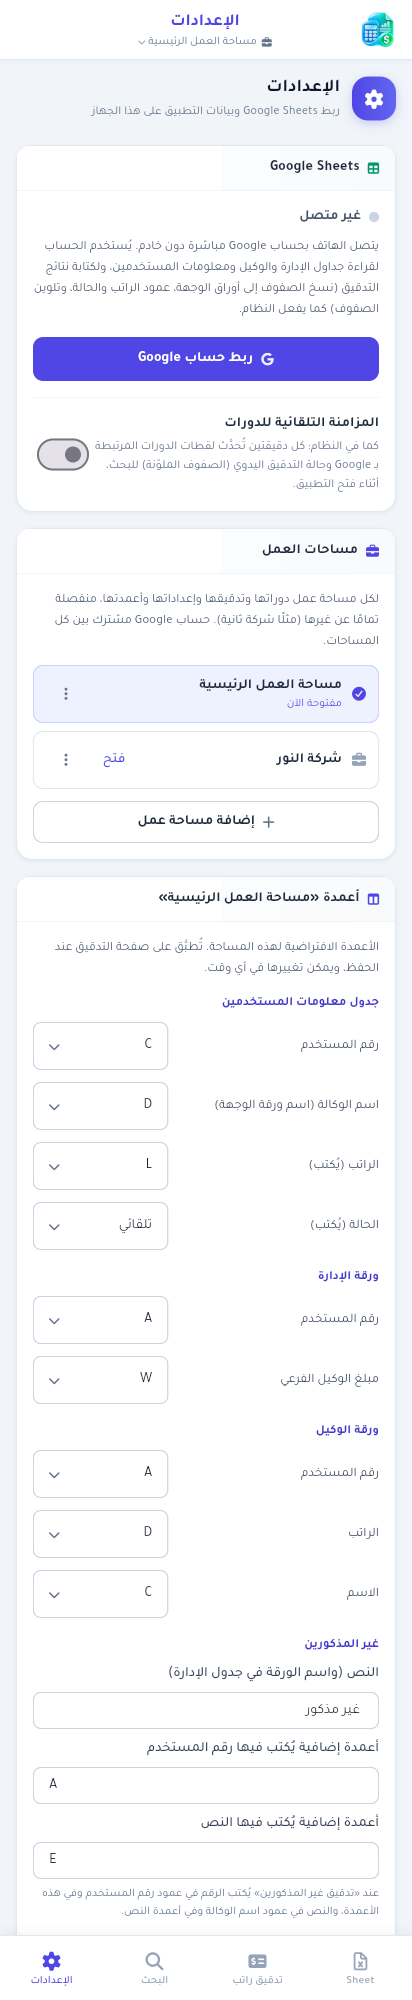 الإعدادات
مساحة العمل الرئيسية
الإعدادات
ربط Google Sheets وبيانات التطبيق على هذا الجهاز
Google Sheets
غير متصل
يتصل الهاتف بحساب Google مباشرة دون خادم. يُستخدم الحساب
لقراءة جداول الإدارة والوكيل ومعلومات المستخدمين، ولكتابة نتائج
التدقيق (نسخ الصفوف إلى أوراق الوجهة، عمود الراتب والحالة، وتلوين
الصفوف) كما يفعل النظام.
ربط حساب Google
المزامنة التلقائية للدورات
كما في النظام: كل دقيقتين تُحدَّث لقطات الدورات المرتبطة
بـ Google وحالة التدقيق اليدوي (الصفوف الملوّنة) للبحث،
أثناء فتح التطبيق.
مساحات العمل
لكل مساحة عمل دوراتها وتدقيقها وإعداداتها وأعمدتها، منفصلة
تمامًا عن غيرها (مثلًا شركة ثانية). حساب Google مشترك بين كل
المساحات.
مساحة العمل الرئيسية
مفتوحة الآن
شركة النور
فتح
إضافة مساحة عمل
أعمدة «مساحة العمل الرئيسية»
الأعمدة الافتراضية لهذه المساحة. تُطبَّق على صفحة التدقيق عند
الحفظ، ويمكن تغييرها في أي وقت.
جدول معلومات المستخدمين
رقم المستخدم
C
اسم الوكالة (اسم ورقة الوجهة)
D
الراتب (يُكتب)
L
الحالة (يُكتب)
تلقائي
ورقة الإدارة
رقم المستخدم
A
مبلغ الوكيل الفرعي
W
ورقة الوكيل
رقم المستخدم
A
الراتب
D
الاسم
C
غير المذكورين
النص (واسم الورقة في جدول الإدارة)
غير مذكور
أعمدة إضافية يُكتب فيها رقم المستخدم
A
أعمدة إضافية يُكتب فيها النص
E
عند «تدقيق غير المذكورين» يُكتب الرقم في عمود رقم المستخدم وفي هذه
الأعمدة، والنص في عمود اسم الوكالة وفي أعمدة النص.
Sheet
تدقيق راتب
البحث
الإعدادات